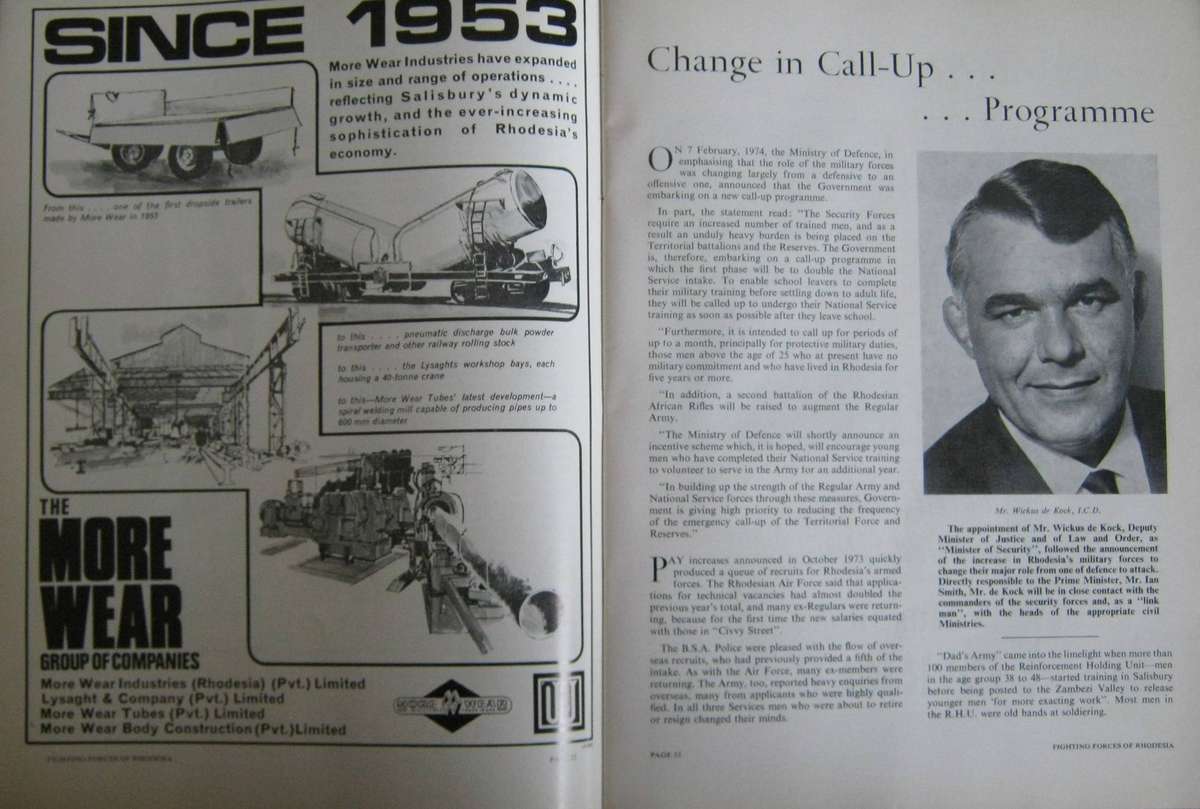 SINCE 1953
More Wear Industries have expanded
in size and range of operations ....
reflecting Salisbury's dynamic
growth, and the ever-increasing
sophistication of Rhodesia's
economy.
From this .... one of the first dropside trailers
made by More Wear in 1953
to this .... pneumatic discharge bulk powder
transporter and other railway rolling stock
to this .... the Lysaghts workshop bays, each
housing a 40-tonne crane
to this—More Wear Tubes' latest development—a
spiral welding mill capable of producing pipes up to
600 mm diameter
THE
MORE
WEAR
GROUP OF COMPANIES
More Wear Industries (Rhodesia) (Pvt.) Limited
Lysaght & Company (Pvt.) Limited
More Wear Tubes (Pvt.) Limited
More Wear Body Construction (Pvt.) Limited
MORE WEAR
FIGHTING FORCES OF RHODESIA
Change in Call-Up . . .
. . . Programme
ON 7 February, 1974, the Ministry of Defence, in
emphasising that the role of the military forces
was changing largely from a defensive to an
offensive one, announced that the Government was
embarking on a new call-up programme.
In part, the statement read: "The Security Forces
require an increased number of trained men, and as a
result an unduly heavy burden is being placed on the
Territorial battalions and the Reserves. The Government
is, therefore, embarking on a call-up programme in
which the first phase will be to double the National
Service intake. To enable school leavers to complete
their military training before settling down to adult life,
they will be called up to undergo their National Service
training as soon as possible after they leave school.
"Furthermore, it is intended to call up for periods of
up to a month, principally for protective military duties,
those men above the age of 25 who at present have no
military commitment and who have lived in Rhodesia for
five years or more.
"In addition, a second battalion of the Rhodesian
African Rifles will be raised to augment the Regular
Army.
"The Ministry of Defence will shortly announce an
incentive scheme which, it is hoped, will encourage young
men who have completed their National Service training
to volunteer to serve in the Army for an additional year.
"In building up the strength of the Regular Army and
National Service forces through these measures, Govern-
ment is giving high priority to reducing the frequency
of the emergency call-up of the Territorial Force and
Reserves."
PAY increases announced in October 1973 quickly
produced a queue of recruits for Rhodesia's armed
forces. The Rhodesian Air Force said that applica-
tions for technical vacancies had almost doubled the
previous year's total, and many ex-Regulars were return-
ing, because for the first time the new salaries equated
with those in "Civvy Street".
The B.S.A. Police were pleased with the flow of over-
seas recruits, who had previously provided a fifth of the
intake. As with the Air Force, many ex-members were
returning. The Army, too, reported heavy enquiries from
overseas, many from applicants who were highly quali-
fied. In all three Services men who were about to retire
or resign changed their minds.
Mr. Wickus de Kock, I.C.D.
The appointment of Mr. Wickus de Kock, Deputy
Minister of Justice and of Law and Order, as
"Minister of Security", followed the announcement
of the increase in Rhodesia's military forces to
change their major role from one of defence to attack.
Directly responsible to the Prime Minister, Mr. Ian
Smith, Mr. de Kock will be in close contact with the
commanders of the security forces and, as a "link
man", with the heads of the appropriate civil
Ministries.
"Dad's Army" came into the limelight when more than
100 members of the Reinforcement Holding Unit—men
in the age group 38 to 48—started training in Salisbury
before being posted to the Zambezi Valley to release
younger men "for more exacting work". Most men in
the R.H.U. were old hands at soldiering.
FIGHTING FORCES OF RHODESIA